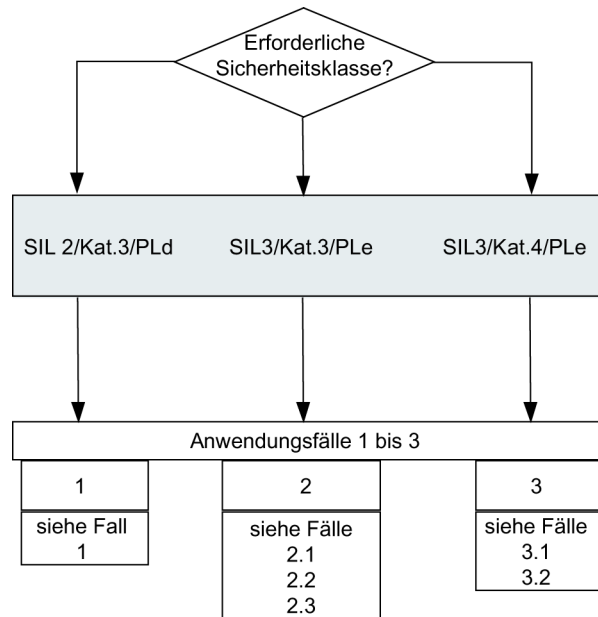 Erforderliche
Sicherheitsklasse?
SIL 2/Kat.3/PLd
SIL3/Kat.3/PLe
SIL3/Kat.4/PLe
Anwendungsfälle 1 bis 3
1
2
3
siehe Fall
1
siehe Fälle
2.1
2.2
2.3
siehe Fälle
3.1
3.2